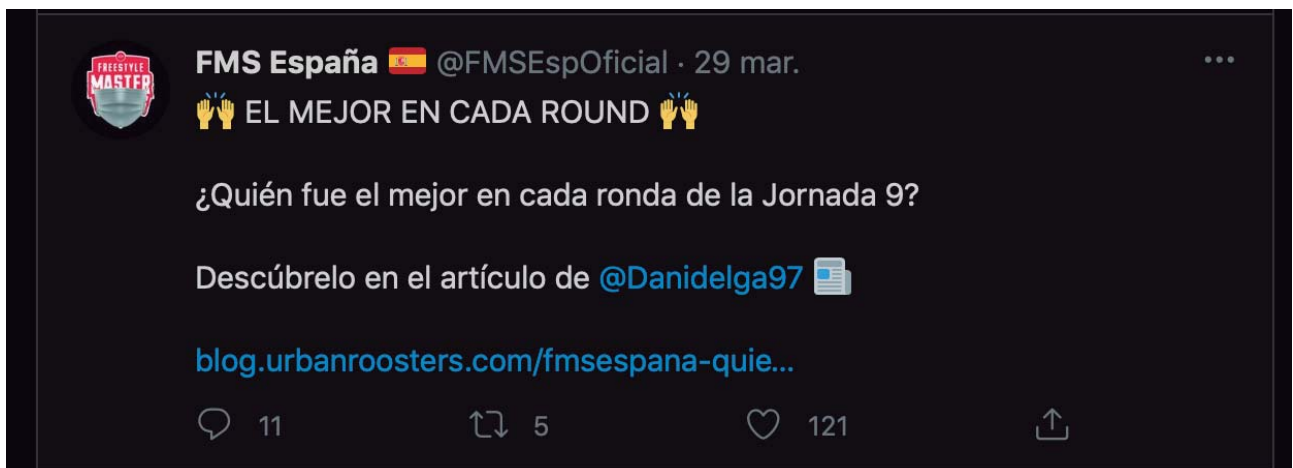 FREESTYLE
MASTER
FMS España 🇪🇸 @FMSEspOficial · 29 mar.
🙌 EL MEJOR EN CADA ROUND 🙌
¿Quién fue el mejor en cada ronda de la Jornada 9?
Descúbrelo en el artículo de @Danidelga97 📰
blog.urbanroosters.com/fmsespana-quie...
11 5 121